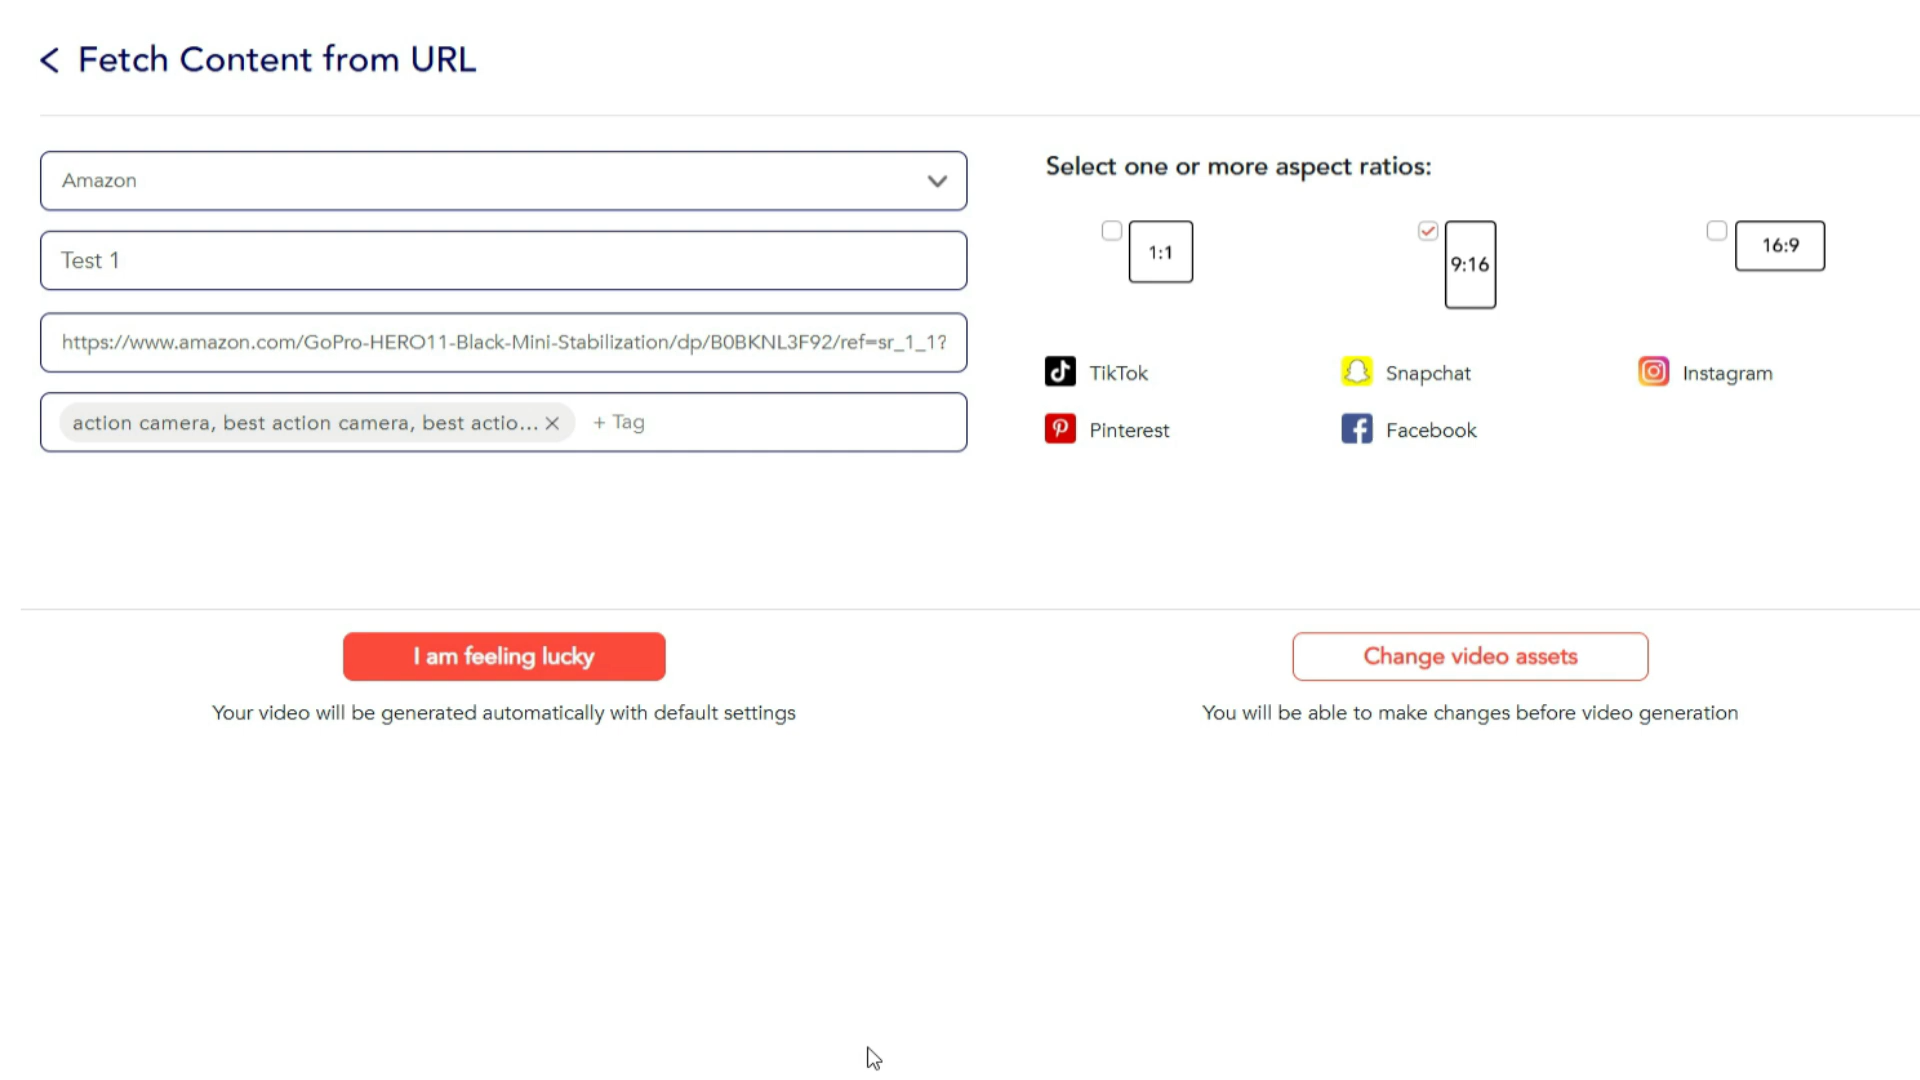 Fetch Content from URL
Amazon
Test 1
https://www.amazon.com/GoPro-HERO11-Black-Mini-Stabilization/dp/B0BKNL3F92/ref=sr_1_1?
action camera, best action camera, best actio... + Tag
Select one or more aspect ratios:
1:1
9:16
16:9
TikTok
Snapchat
Instagram
Pinterest
Facebook
I am feeling lucky
Your video will be generated automatically with default settings
Change video assets
You will be able to make changes before video generation